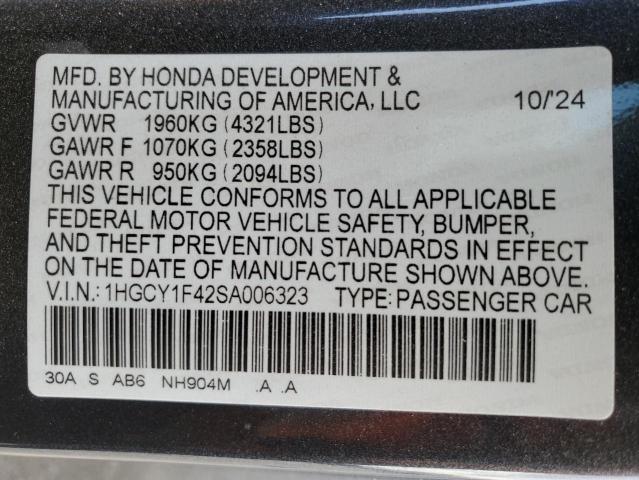 MFD. BY HONDA DEVELOPMENT &
MANUFACTURING OF AMERICA, LLC 10/'24
GVWR 1960KG (4321LBS)
GAWR F 1070KG (2358LBS)
GAWR R 950KG (2094LBS)
THIS VEHICLE CONFORMS TO ALL APPLICABLE
FEDERAL MOTOR VEHICLE SAFETY, BUMPER,
AND THEFT PREVENTION STANDARDS IN EFFECT
ON THE DATE OF MANUFACTURE SHOWN ABOVE.
V.I.N.: 1HGCY1F42SA006323 TYPE: PASSENGER CAR
30A S AB6 NH904M .A .A